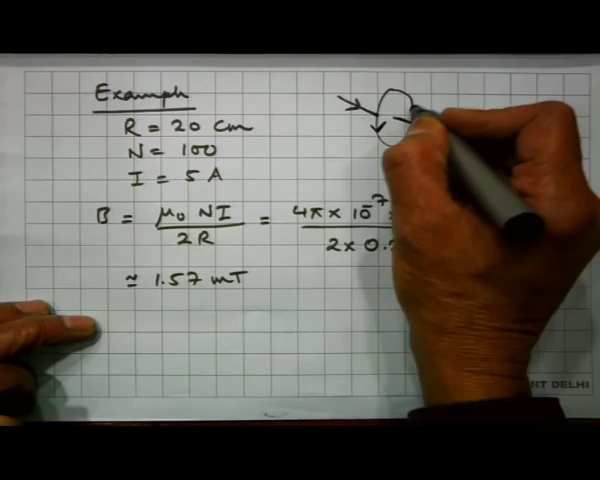 Example
R = 20 cm
N = 100
I = 5 A
B = μ₀ NI / 2R = 4π × 10⁻⁷ / 2 × 0.
≃ 1.57 mT
IIT DELHI